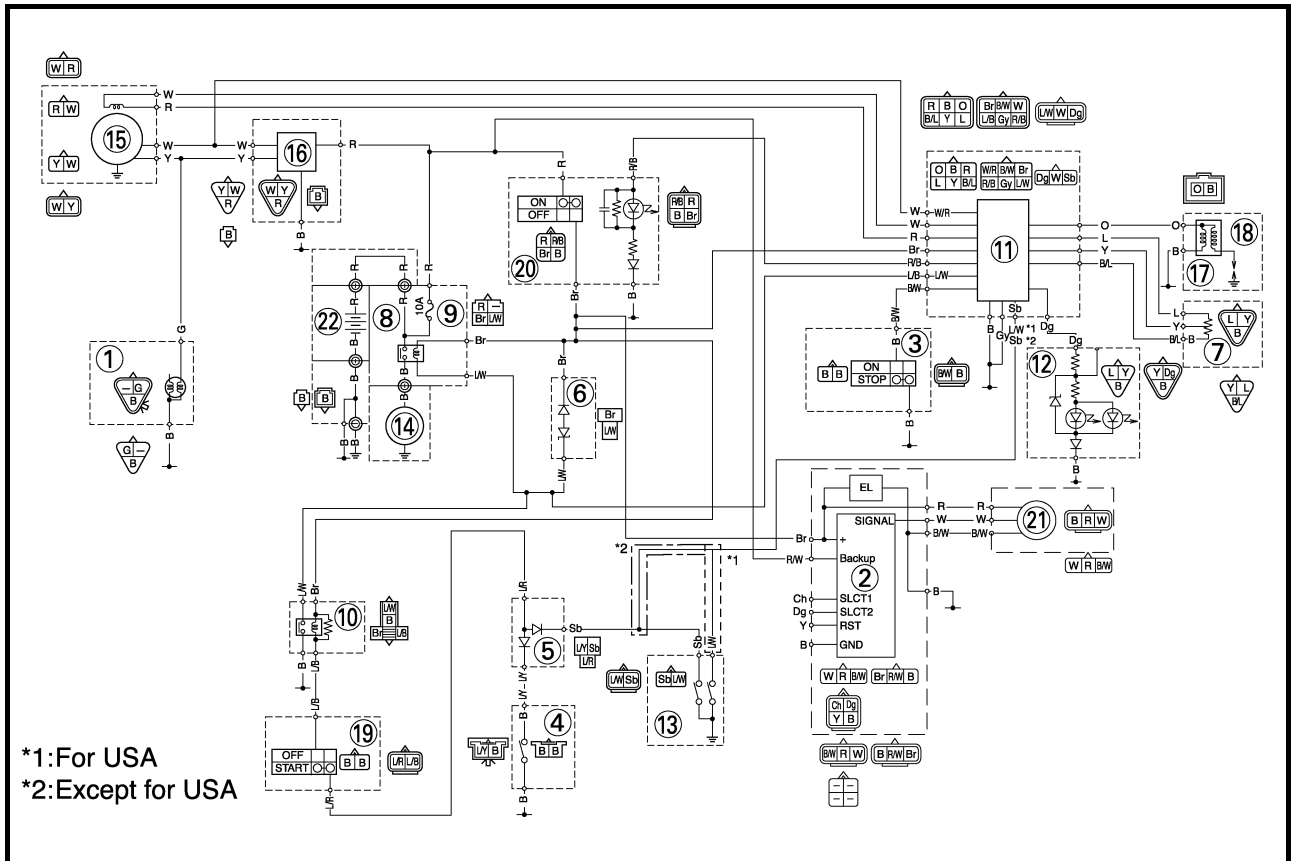 W R
R W
15
Y W
W Y
W
R
W
Y
W
Y
16
R
Y W
R
W Y
R
B
B
B
G
1
– G
B
B
G –
B
R
R
R
R
22
8
10A
9
R –
Br L/W
B
B
B
B
B
B
B
14
Br
L/W
R
R/B
ON
OFF
R R/B
Br B
20
R/B R
B Br
Br
B
Br
6
Br
L/W
L/W
R B O
B/L Y L
Br B/W W
L/B Gy R/B
L/W W Dg
O B R
L Y B/L
W/R B/W Br
R/B Gy L/W
Dg W Sb
W
W/R
W
R
Br
R/B
L/B
L/W
B/W
11
O
L
Y
B/L
O B
O
B
18
17
L
Y
B/L
B
L Y
B
7
Y L
B/L
B
Gy
Sb
L/W *1
Sb *2
Dg
Dg
12
L Y
B
Y Dg
B
B
B/W
B
3
B B
ON
STOP
B/W B
B
EL
SIGNAL
Br
+
R/W
Backup
2
Ch
SLCT1
Dg
SLCT2
Y
RST
B
GND
R
W
B/W
R
W
B/W
21
B R W
W R B/W
B
W R B/W
Br R/W B
Ch Dg
Y B
B/W R W
B R/W Br
– –
– –
*2
*1
L/W
Br
10
L/W
B
Br L/B
B
L/B
L/B
19
OFF
START
B B
L/R L/B
L/R
L/R
Sb
5
L/Y Sb
L/R
L/Y
L/Y
B
4
L/Y B
B B
B
Sb
L/W
L/W Sb
Sb L/W
13
*1:For USA
*2:Except for USA